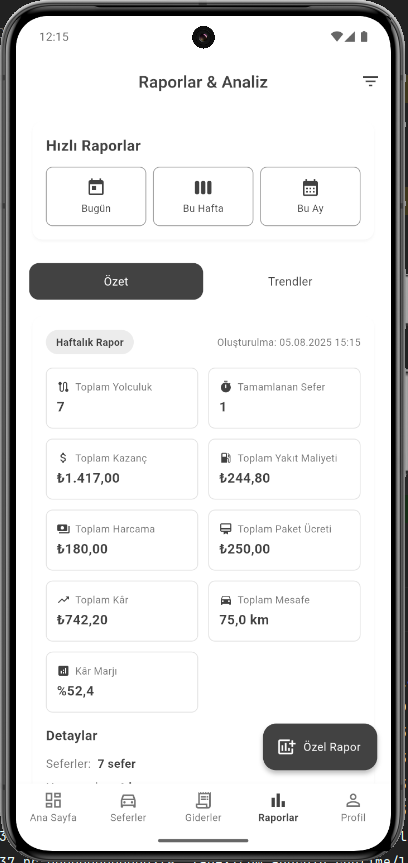 12:15
Raporlar & Analiz
Hızlı Raporlar
Bugün
Bu Hafta
Bu Ay
Özet
Trendler
Haftalık Rapor
Oluşturulma: 05.08.2025 15:15
Toplam Yolculuk
7
Tamamlanan Sefer
1
Toplam Kazanç
₺1.417,00
Toplam Yakıt Maliyeti
₺244,80
Toplam Harcama
₺180,00
Toplam Paket Ücreti
₺250,00
Toplam Kâr
₺742,20
Toplam Mesafe
75,0 km
Kâr Marjı
%52,4
Detaylar
Seferler: 7 sefer
Özel Rapor
Ana Sayfa
Seferler
Giderler
Raporlar
Profil